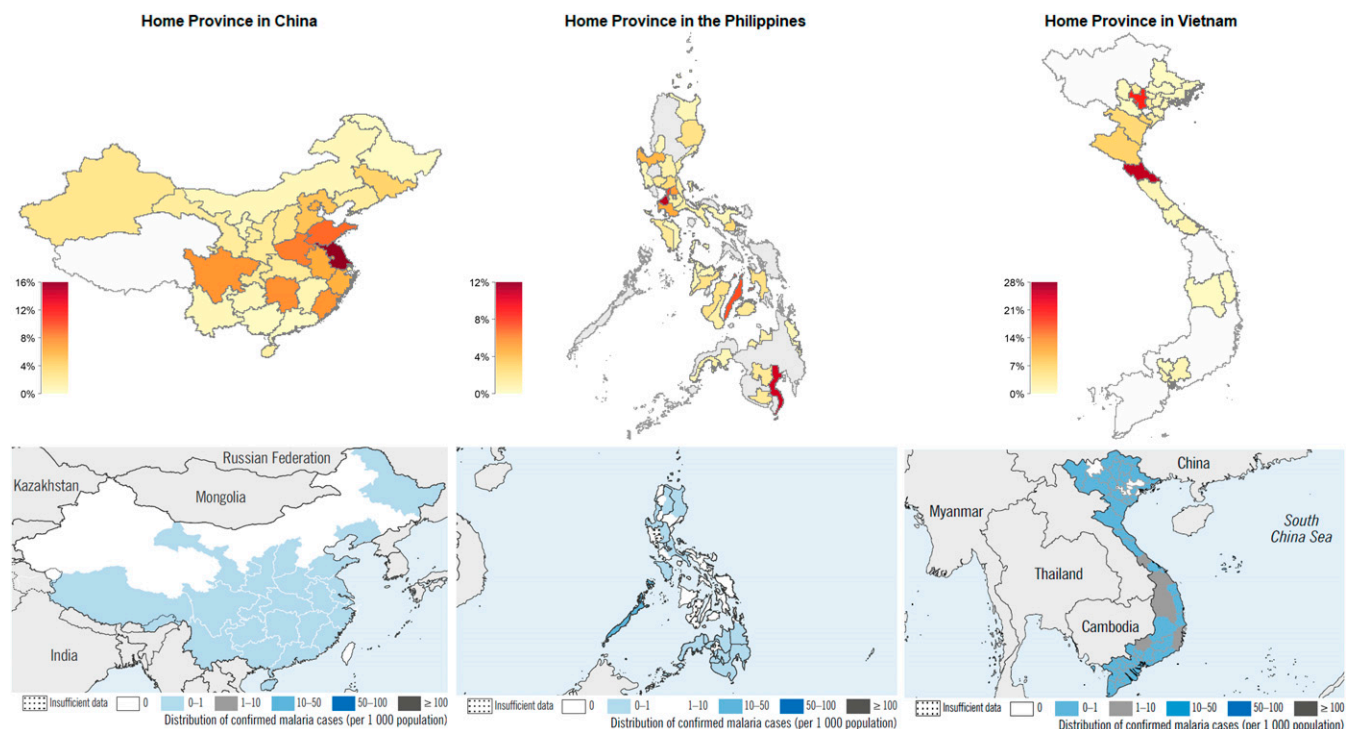 Home Province in China
Home Province in the Philippines
Home Province in Vietnam
16%
12%
8%
4%
0%
12%
8%
4%
0%
28%
21%
14%
7%
0%
Russian Federation
Kazakhstan
Mongolia
India
Insufficient data 0 0–1 1–10 10–50 50–100 ≥ 100
Distribution of confirmed malaria cases (per 1 000 population)
Insufficient data 0 0–1 1–10 10–50 50–100 ≥ 100
Distribution of confirmed malaria cases (per 1 000 population)
China
Myanmar
South
China Sea
Thailand
Cambodia
Insufficient data 0 0–1 1–10 10–50 50–100 ≥ 100
Distribution of confirmed malaria cases (per 1 000 population)